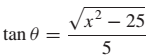 tan θ = √(x² − 25) / 5